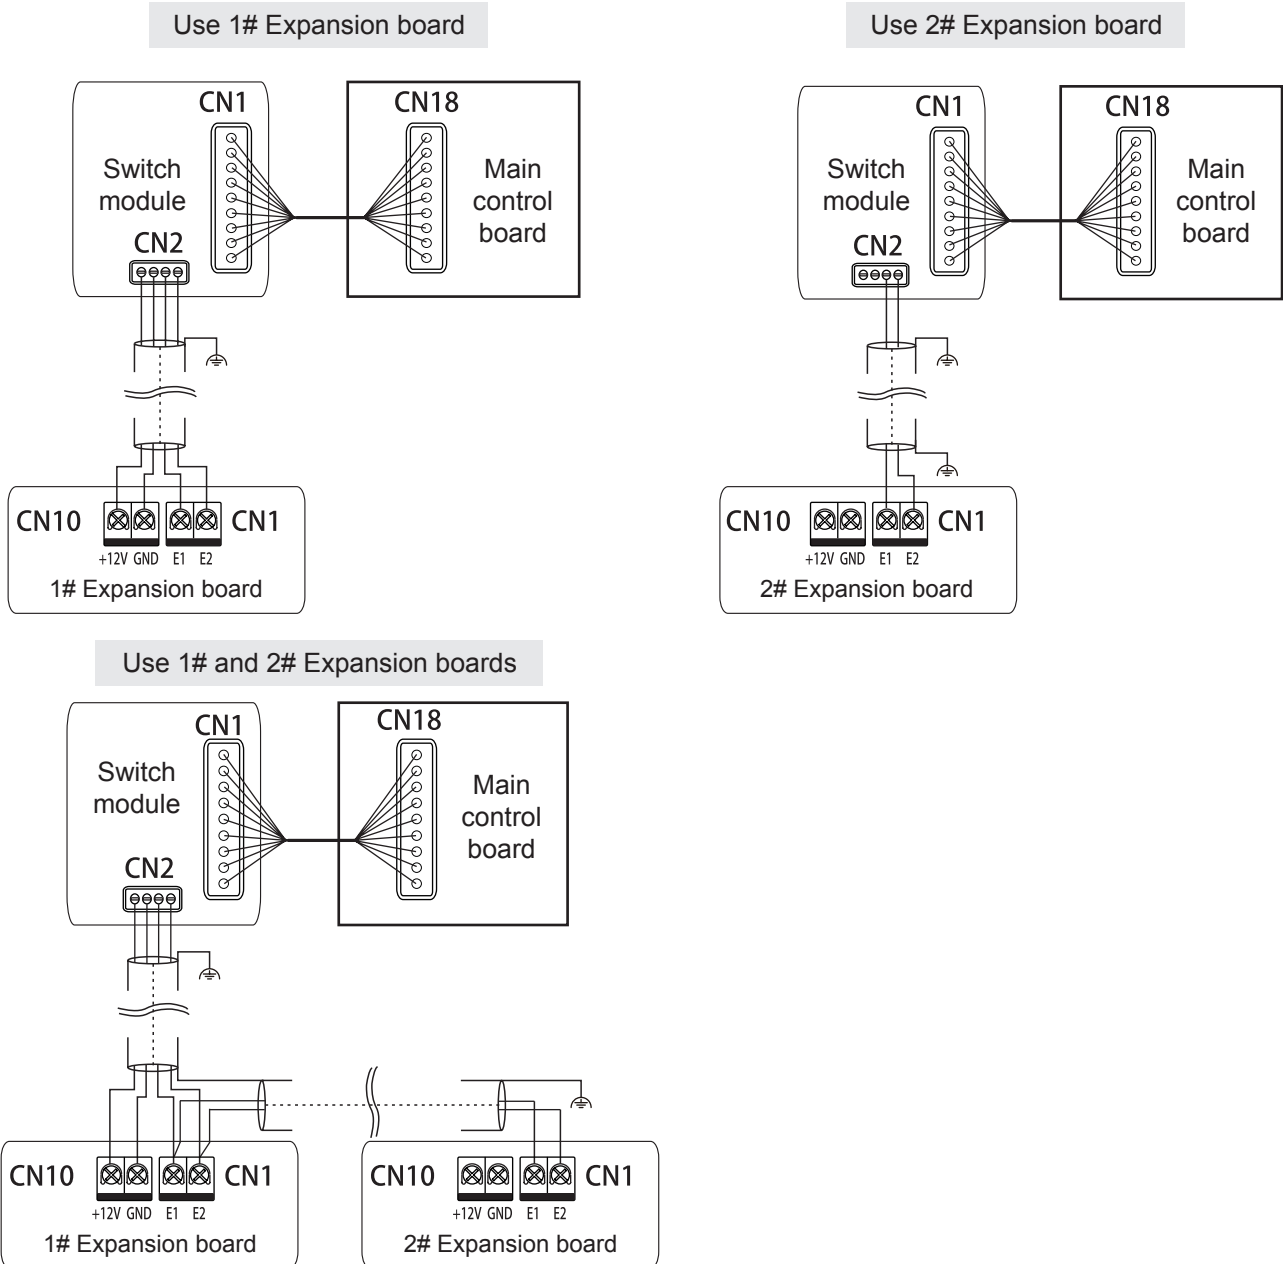 Use 1# Expansion board
CN1
CN18
Switch
module
Main
control
board
CN2
CN10
CN1
+12V GND E1 E2
1# Expansion board
Use 2# Expansion board
CN1
CN18
Switch
module
Main
control
board
CN2
CN10
CN1
+12V GND E1 E2
2# Expansion board
Use 1# and 2# Expansion boards
CN1
CN18
Switch
module
Main
control
board
CN2
CN10
CN1
+12V GND E1 E2
1# Expansion board
CN10
CN1
+12V GND E1 E2
2# Expansion board